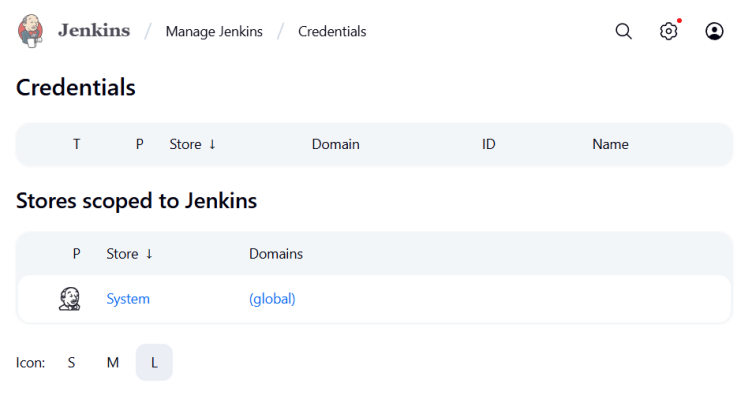 Jenkins / Manage Jenkins / Credentials
Credentials
T P Store ↓ Domain ID Name
Stores scoped to Jenkins
P Store ↓ Domains
System (global)
Icon: S M L